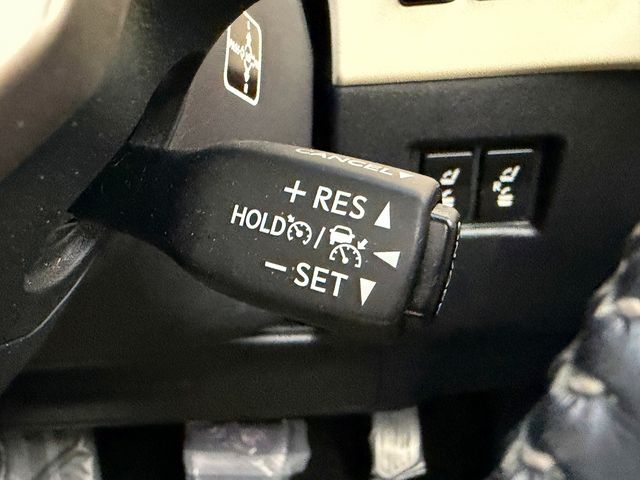 CANCEL▼
+ RES ▲
HOLD / ◀
− SET ▼